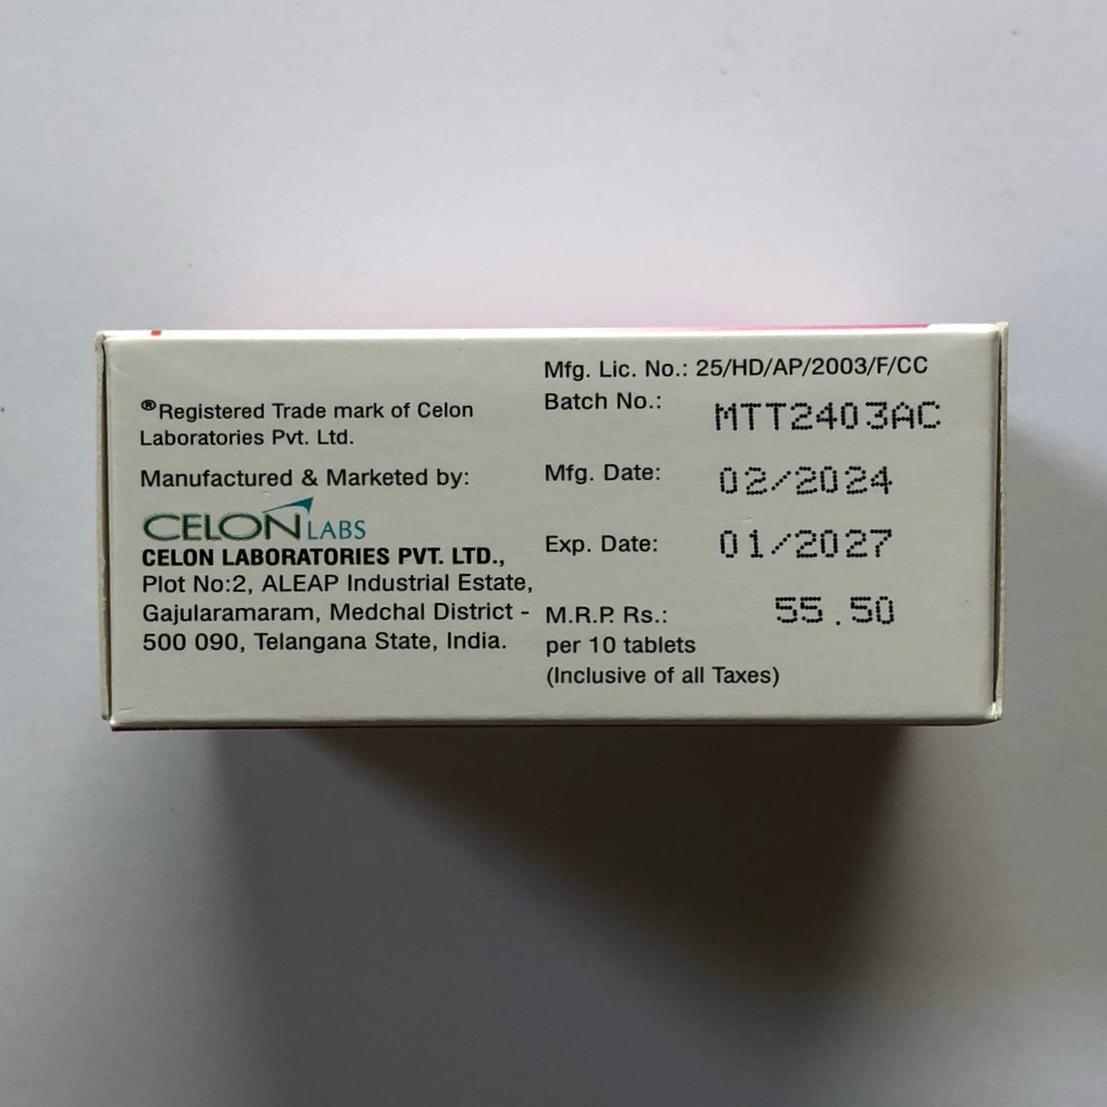 ®Registered Trade mark of Celon
Laboratories Pvt. Ltd.
Manufactured & Marketed by:
CELON LABS
CELON LABORATORIES PVT. LTD.,
Plot No:2, ALEAP Industrial Estate,
Gajularamaram, Medchal District -
500 090, Telangana State, India.
Mfg. Lic. No.: 25/HD/AP/2003/F/CC
Batch No.: MTT2403AC
Mfg. Date: 02/2024
Exp. Date: 01/2027
M.R.P. Rs.: 55.50
per 10 tablets
(Inclusive of all Taxes)